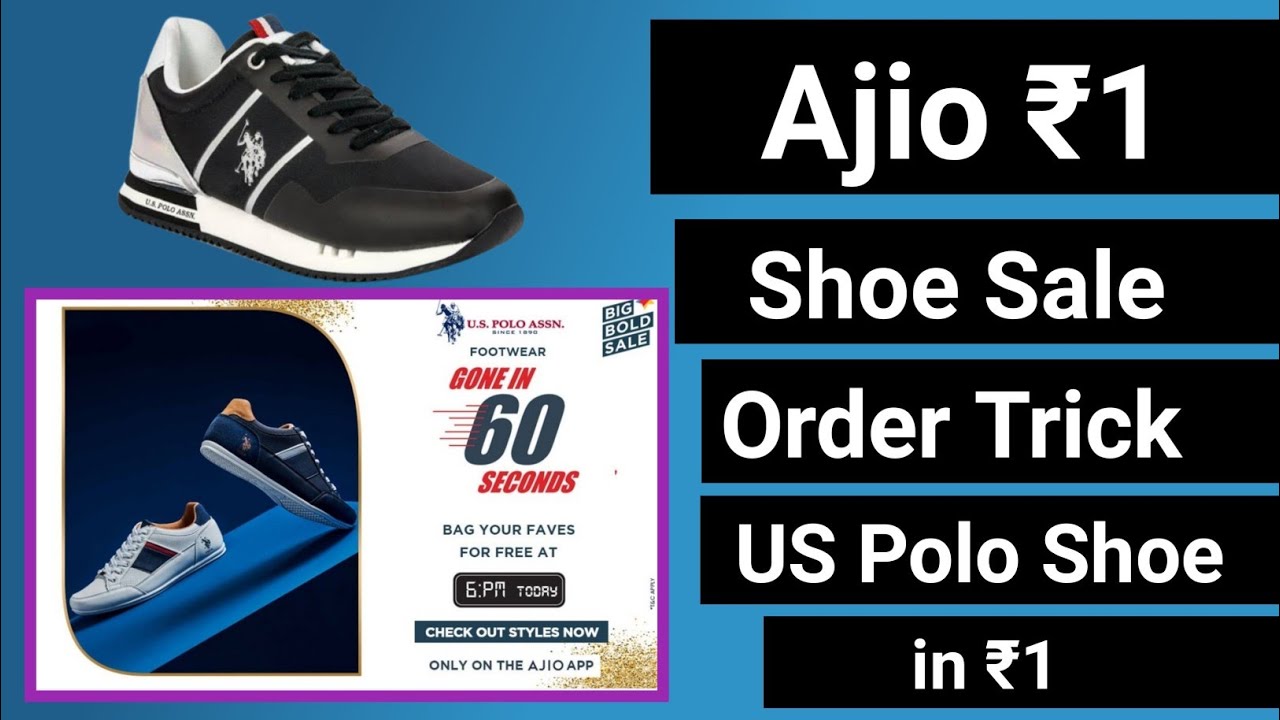 Ajio ₹1
Shoe Sale
Order Trick
US Polo Shoe
in ₹1
U.S. POLO ASSN.
U.S. POLO ASSN.
SINCE 1890
FOOTWEAR
GONE IN
60
SECONDS
BAG YOUR FAVES
FOR FREE AT
6:PM TODAY
CHECK OUT STYLES NOW
ONLY ON THE AJIO APP
BIG
BOLD
SALE
*T&C APPLY